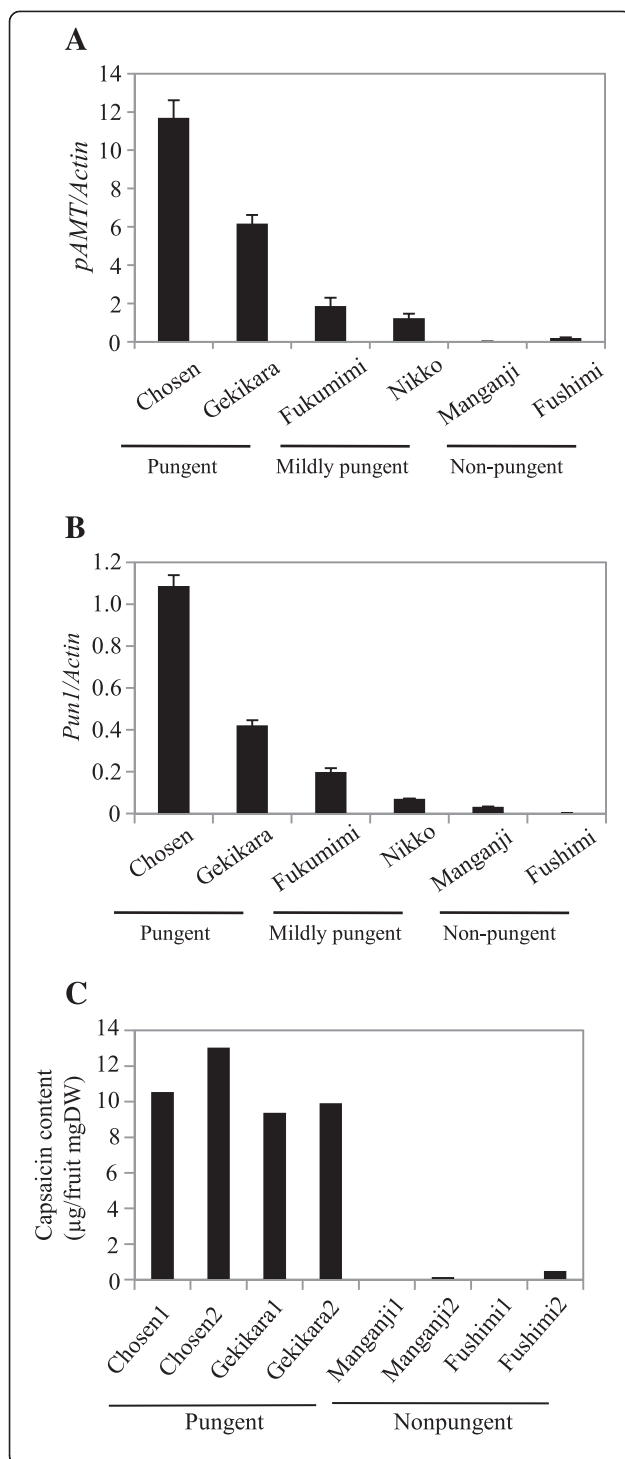 A
14
12
10
8
6
4
2
0
pAMT/Actin
Chosen
Gekikara
Fukumimi
Nikko
Manganji
Fushimi
Pungent
Mildly pungent
Non-pungent
B
1.2
1.0
0.8
0.6
0.4
0.2
0
Pun1/Actin
Chosen
Gekikara
Fukumimi
Nikko
Manganji
Fushimi
Pungent
Mildly pungent
Non-pungent
C
14
12
10
8
6
4
2
0
Capsaicin content
(µg/fruit mgDW)
Chosen1
Chosen2
Gekikara1
Gekikara2
Manganji1
Manganji2
Fushimi1
Fushimi2
Pungent
Nonpungent